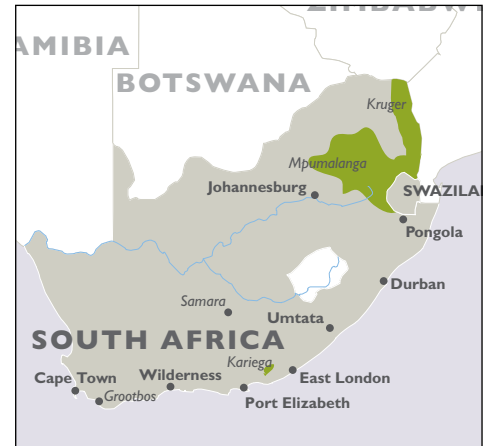 ZIMBABW
AMIBIA
BOTSWANA
Kruger
Mpumalanga
Johannesburg
SWAZILA
Pongola
Durban
Samara
Umtata
SOUTH AFRICA
Kariega
Cape Town
Wilderness
East London
Grootbos
Port Elizabeth